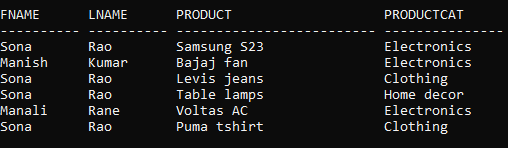 FNAME      LNAME      PRODUCT                   PRODUCTCAT
---------- ---------- ------------------------- ---------------
Sona       Rao        Samsung S23               Electronics
Manish     Kumar      Bajaj fan                 Electronics
Sona       Rao        Levis jeans               Clothing
Sona       Rao        Table lamps               Home decor
Manali     Rane       Voltas AC                 Electronics
Sona       Rao        Puma tshirt               Clothing